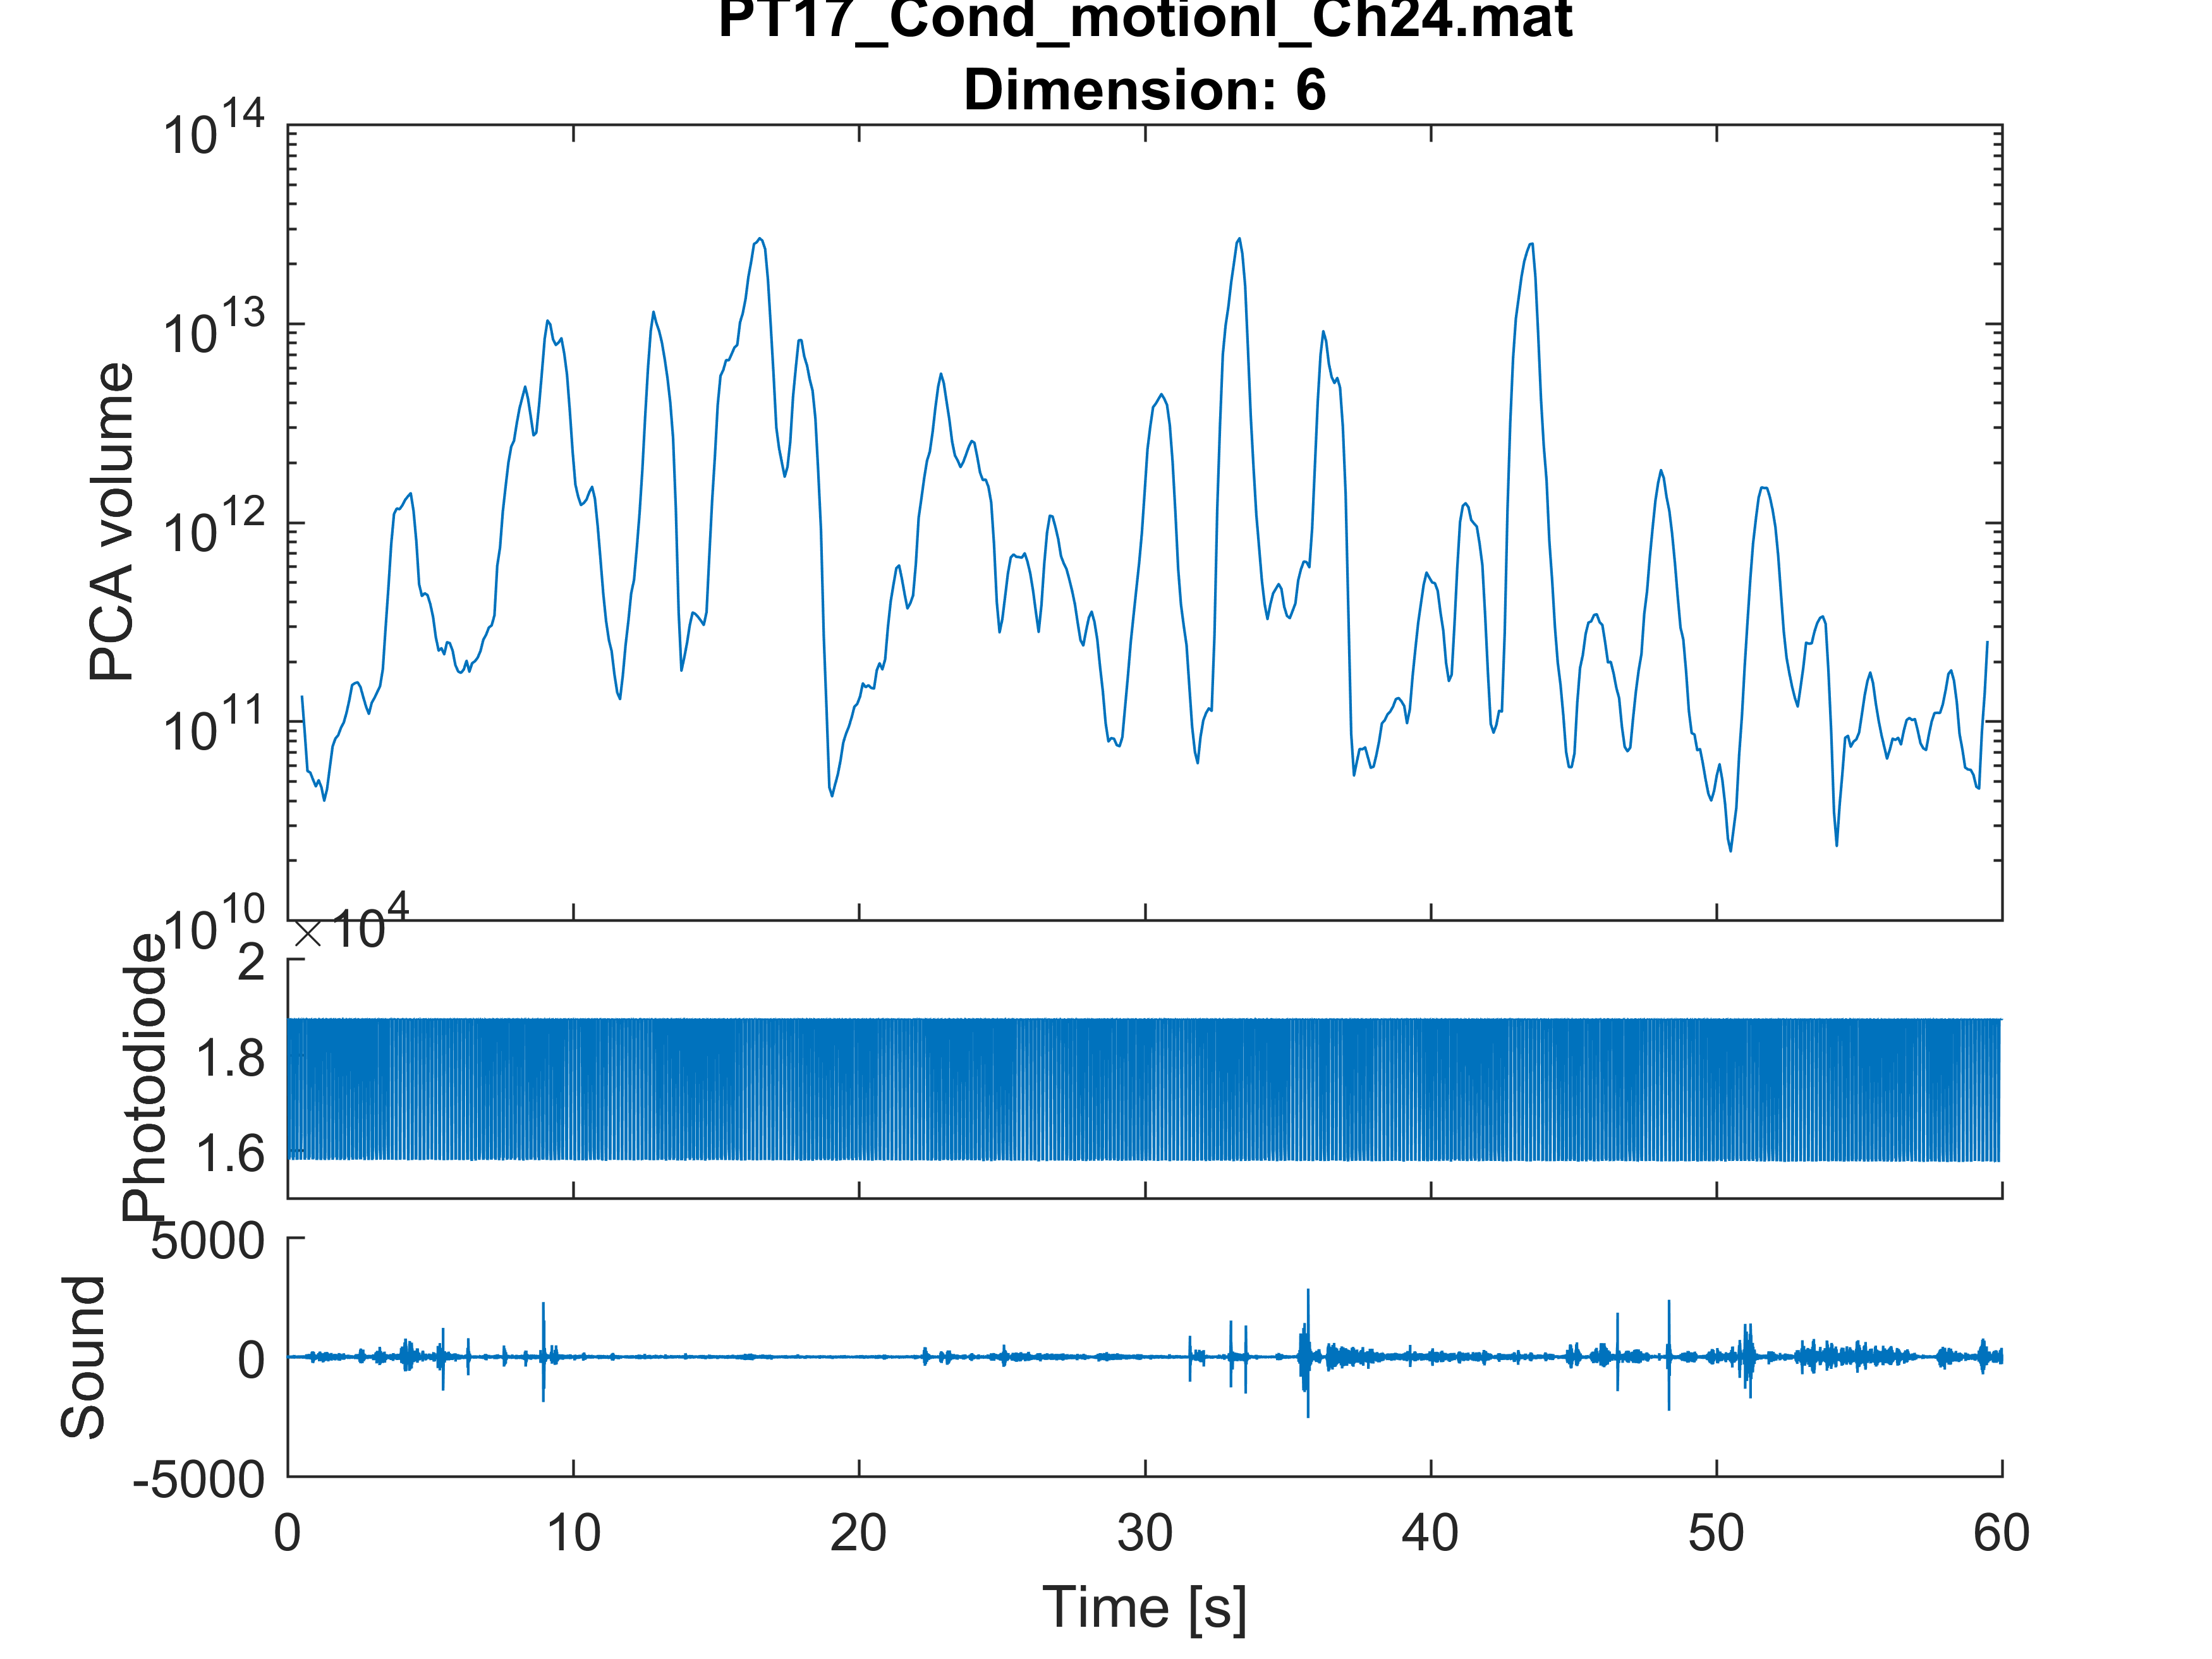 PT17_Cond_motionI_Ch24.mat
Dimension: 6
10^14
10^13
10^12
10^11
10^10
PCA volume
× 10^4
2
1.8
1.6
Photodiode
5000
0
-5000
Sound
0 10 20 30 40 50 60
Time [s]